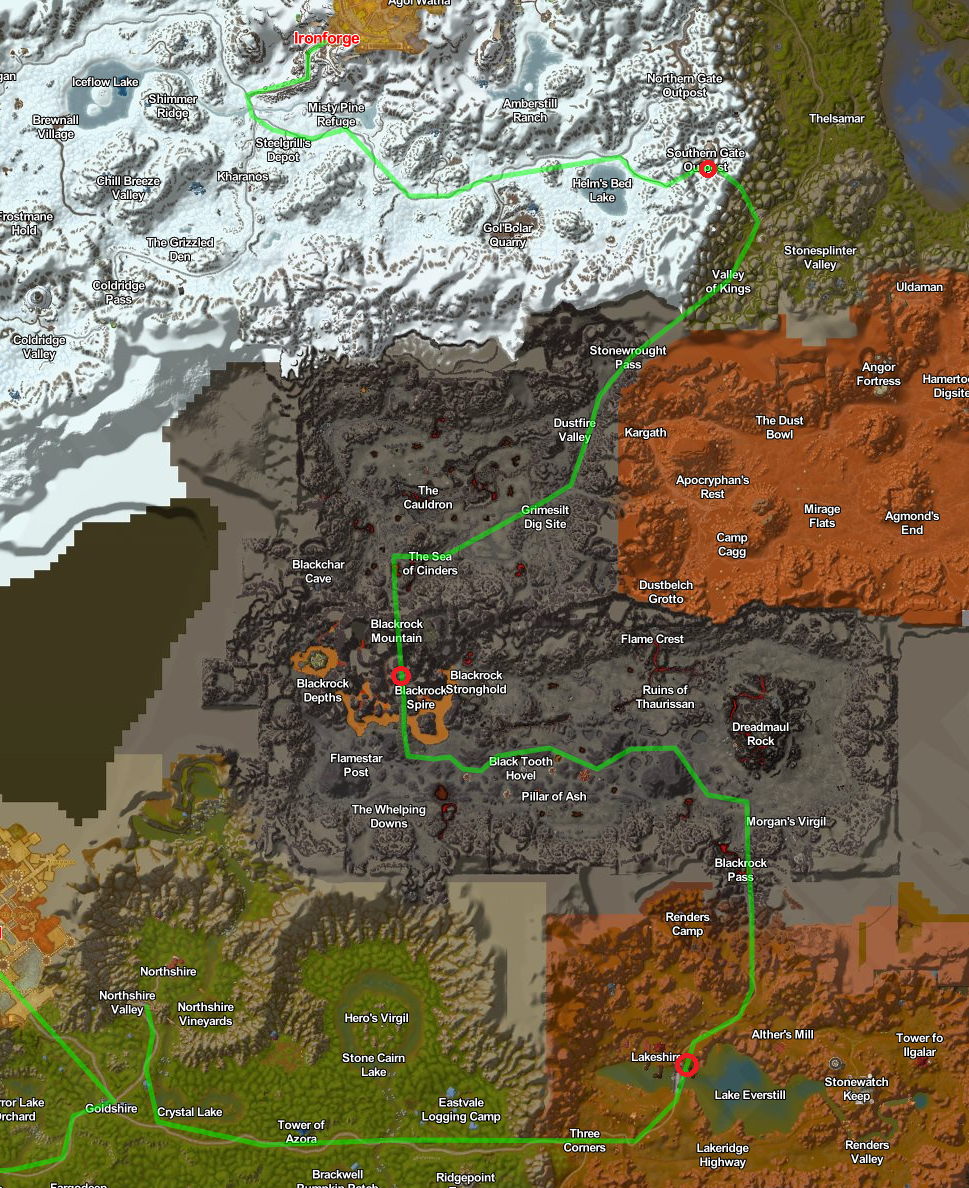 Agol Watha
Ironforge
Iceflow Lake
Shimmer
Ridge
Northern Gate
Outpost
Amberstill
Ranch
Misty Pine
Refuge
Brewnall
Village
Thelsamar
Steelgrill's
Depot
Southern Gate
Outpost
Kharanos
Chill Breeze
Valley
Helm's Bed
Lake
Frostmane
Hold
Gol'Bolar
Quarry
The Grizzled
Den
Stonesplinter
Valley
Valley
of Kings
Coldridge
Pass
Uldaman
Coldridge
Valley
Stonewrought
Pass
Angor
Fortress
Hamertoe
Digsite
Dustfire
Valley
Kargath
The Dust
Bowl
The
Cauldron
Apocryphan's
Rest
Grimesilt
Dig Site
Mirage
Flats
Agmond's
End
Camp
Cagg
The Sea
of Cinders
Blackchar
Cave
Dustbelch
Grotto
Blackrock
Mountain
Flame Crest
Blackrock
Depths
Blackrock
Spire
Blackrock
Stronghold
Ruins of
Thaurissan
Dreadmaul
Rock
Flamestar
Post
Black Tooth
Hovel
Pillar of Ash
The Whelping
Downs
Morgan's Virgil
Blackrock
Pass
Renders
Camp
Northshire
Northshire
Valley
Northshire
Vineyards
Hero's Virgil
Alther's Mill
Tower fo
Ilgalar
Lakeshire
Stone Cairn
Lake
Stonewatch
Keep
Lake Everstill
Goldshire
Crystal Lake
Eastvale
Logging Camp
Tower of
Azora
Three
Corners
Lakeridge
Highway
Renders
Valley
Brackwell
Pumpkin Patch
Ridgepoint